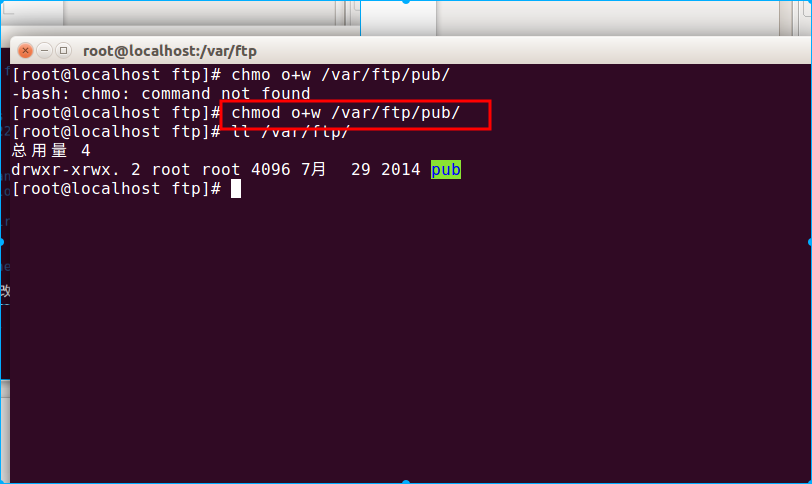 root@localhost:/var/ftp
[root@localhost ftp]# chmo o+w /var/ftp/pub/
-bash: chmo: command not found
[root@localhost ftp]# chmod o+w /var/ftp/pub/
[root@localhost ftp]# ll /var/ftp/
总用量 4
drwxr-xrwx. 2 root root 4096 7月  29 2014 pub
[root@localhost ftp]#
改